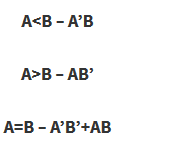 A<B – A’B
A>B – AB’
A=B – A’B’+AB